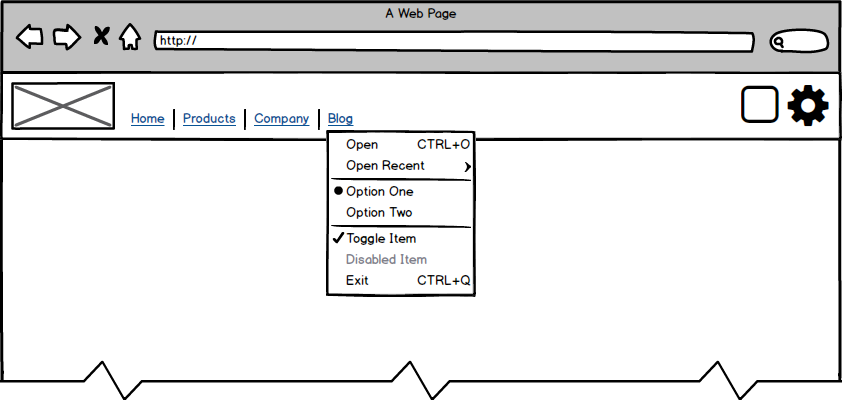 A Web Page
http://
Home Products Company Blog
Open CTRL+O
Open Recent
Option One
Option Two
Toggle Item
Disabled Item
Exit CTRL+Q